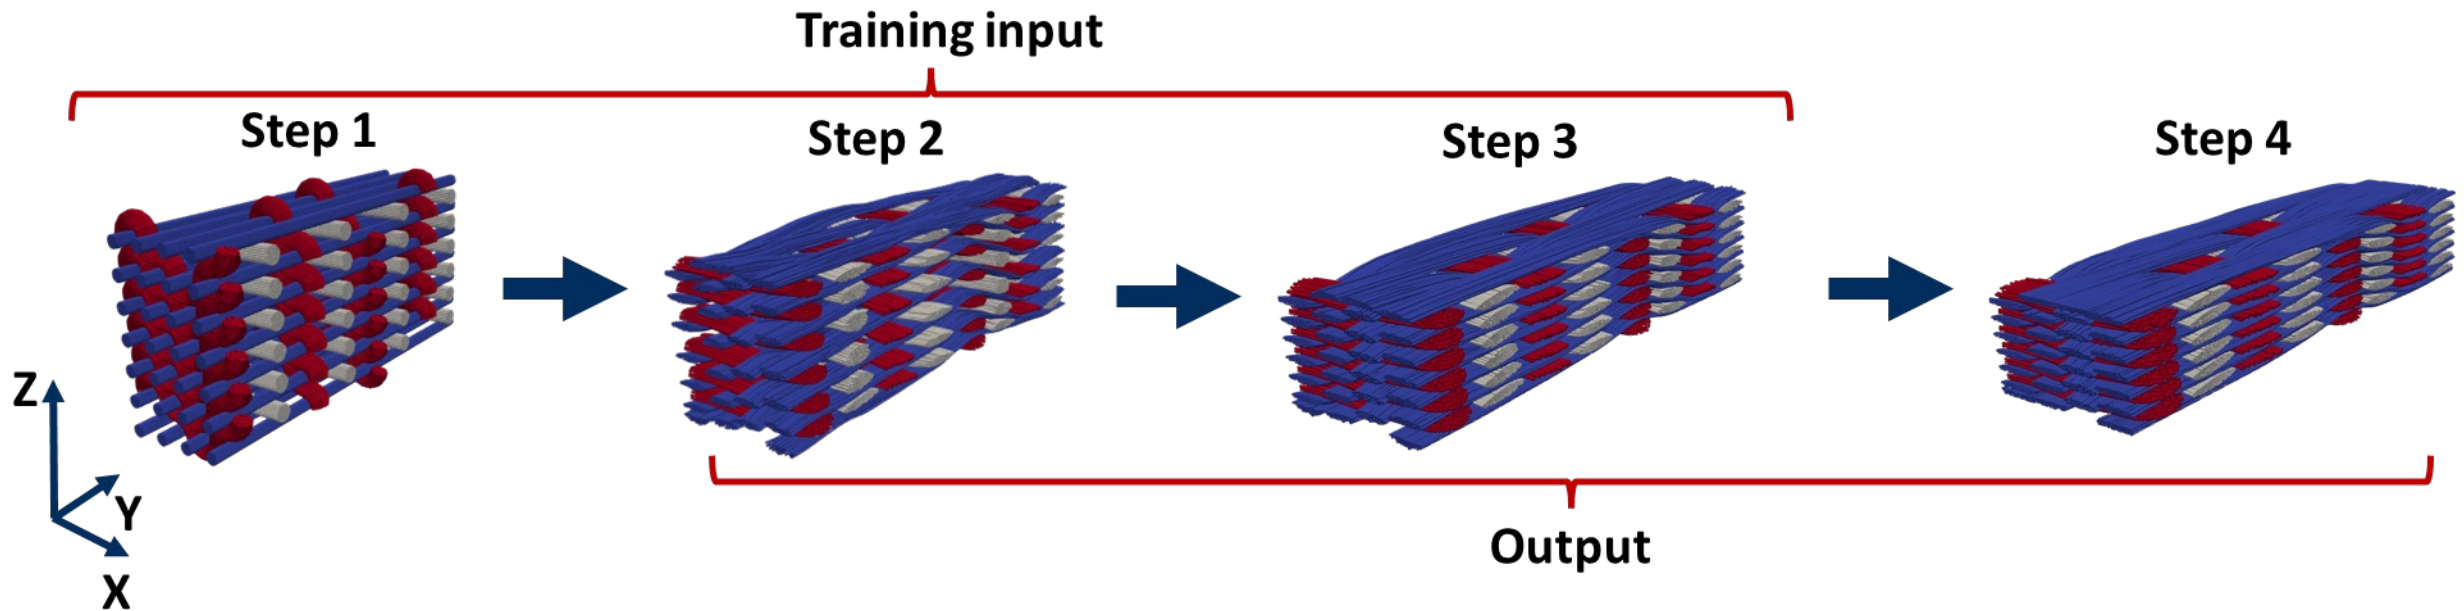 Training input
Step 1
Step 2
Step 3
Step 4
Z
Y
X
Output